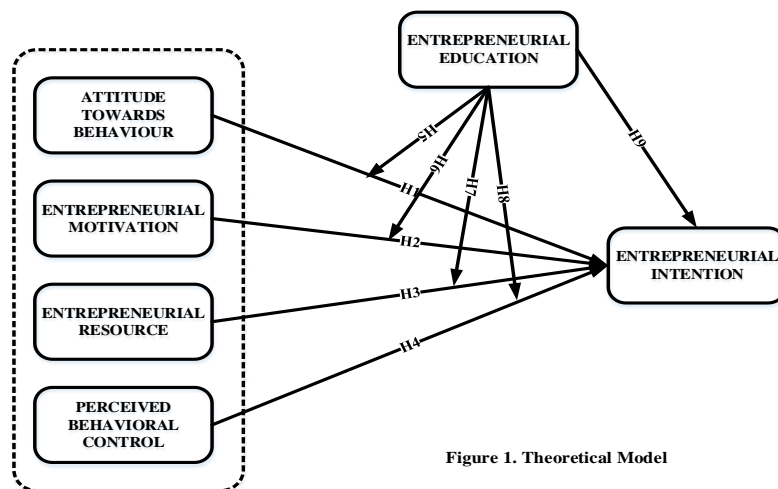 ENTREPRENEURIAL
EDUCATION
ATTITUDE
TOWARDS
BEHAVIOUR
ENTREPRENEURIAL
MOTIVATION
ENTREPRENEURIAL
RESOURCE
PERCEIVED
BEHAVIORAL
CONTROL
H5
H6
H7
H8
H9
H1
H2
H3
H4
ENTREPRENEURIAL
INTENTION
Figure 1. Theoretical Model